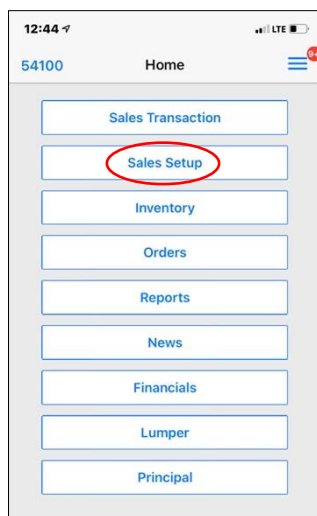 12:44 LTE
54100 Home 9+
Sales Transaction
Sales Setup
Inventory
Orders
Reports
News
Financials
Lumper
Principal